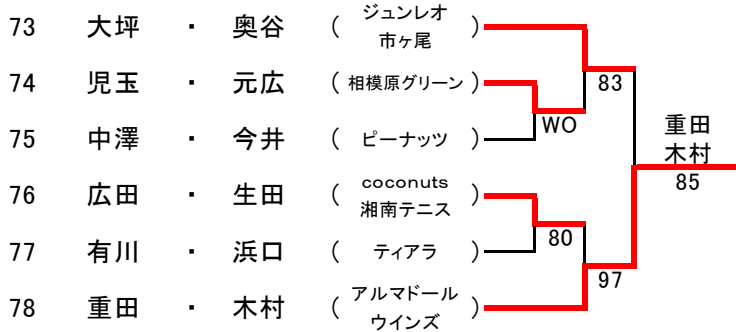 73 大坪 ・ 奥谷 ( ジュンレオ
市ヶ尾 )
83
74 児玉 ・ 元広 ( 相模原グリーン )
WO
75 中澤 ・ 今井 ( ピーナッツ )
重田
木村
85
76 広田 ・ 生田 ( coconuts
湘南テニス )
80
77 有川 ・ 浜口 ( ティアラ )
97
78 重田 ・ 木村 ( アルマドール
ウインズ )